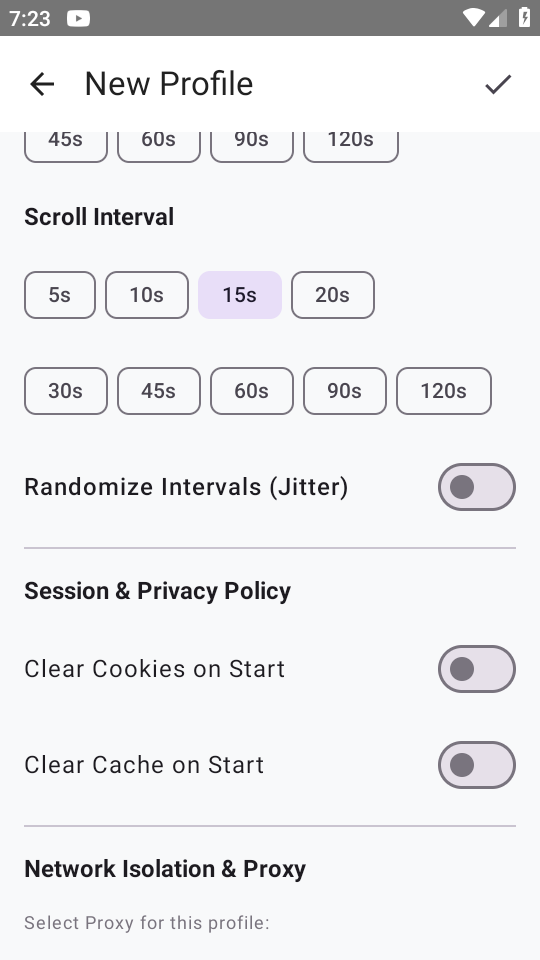 7:23
New Profile
45s 60s 90s 120s
Scroll Interval
5s 10s 15s 20s
30s 45s 60s 90s 120s
Randomize Intervals (Jitter)
Session & Privacy Policy
Clear Cookies on Start
Clear Cache on Start
Network Isolation & Proxy
Select Proxy for this profile: